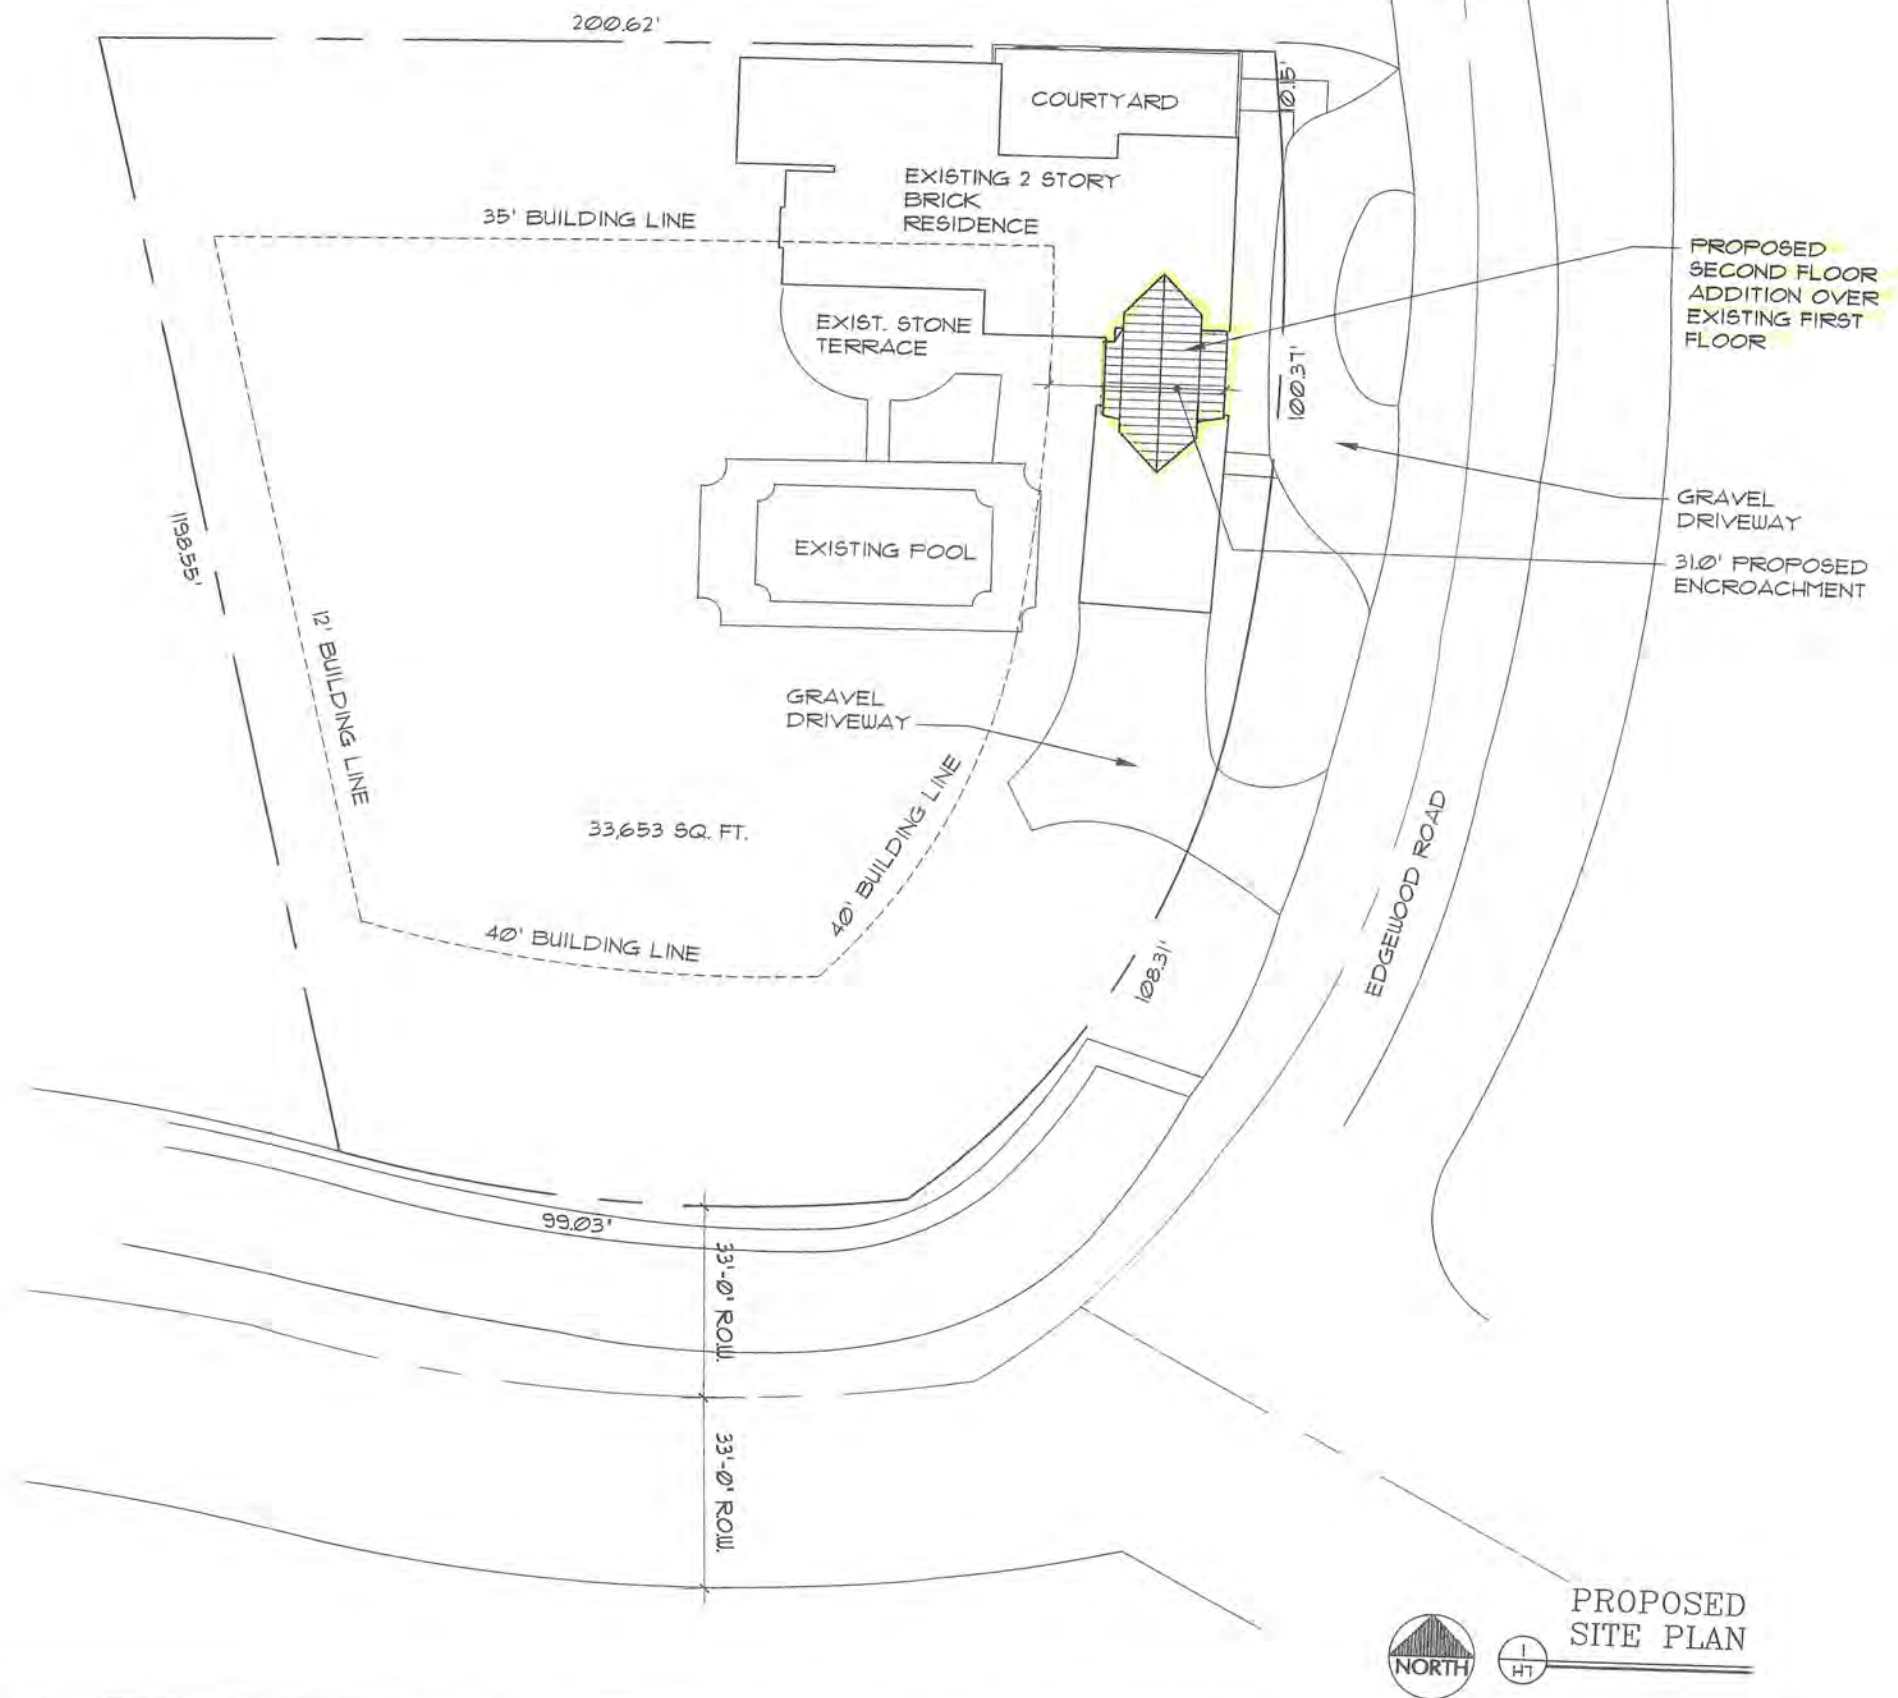 200.62'
COURTYARD
10.15'
EXISTING 2 STORY
BRICK
RESIDENCE
35' BUILDING LINE
PROPOSED
SECOND FLOOR
ADDITION OVER
EXISTING FIRST
FLOOR
EXIST. STONE
TERRACE
100.37'
GRAVEL
DRIVEWAY
31.0' PROPOSED
ENCROACHMENT
EXISTING POOL
1198.55'
12' BUILDING LINE
GRAVEL
DRIVEWAY
33,653 SQ. FT.
40' BUILDING LINE
40' BUILDING LINE
EDGEWOOD ROAD
108.31'
99.03'
33'-0" R.O.W.
33'-0" R.O.W.
PROPOSED
SITE PLAN
NORTH
1
H7